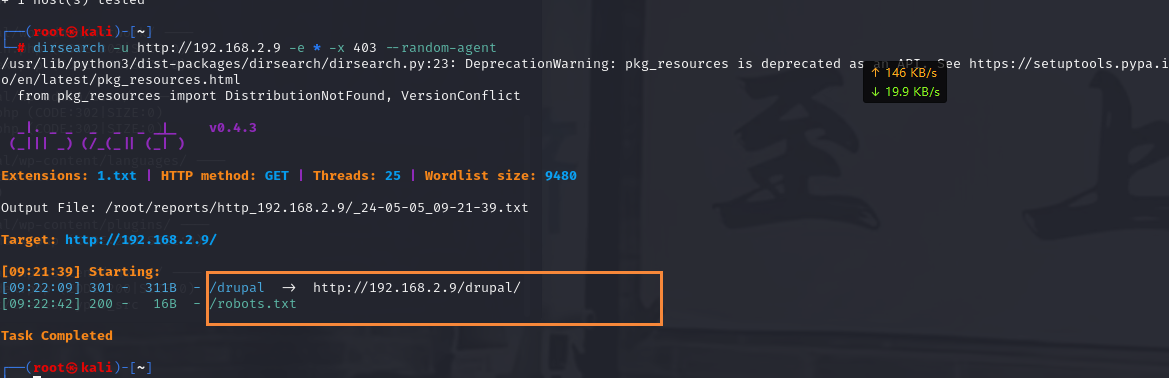 + 1 host(s) tested
┌──(root㉿kali)-[~]
└─# dirsearch -u http://192.168.2.9 -e * -x 403 --random-agent
/usr/lib/python3/dist-packages/dirsearch/dirsearch.py:23: DeprecationWarning: pkg_resources is deprecated as an API. See https://setuptools.pypa.i
o/en/latest/pkg_resources.html
from pkg_resources import DistributionNotFound, VersionConflict
↑ 146 KB/s
↓ 19.9 KB/s
_|. _ _ _ _ _ _|_ v0.4.3
(_||| _) (/_(_|| (_| )
Extensions: 1.txt | HTTP method: GET | Threads: 25 | Wordlist size: 9480
Output File: /root/reports/http_192.168.2.9/_24-05-05_09-21-39.txt
Target: http://192.168.2.9/
[09:21:39] Starting:
[09:22:09] 301 - 311B - /drupal -> http://192.168.2.9/drupal/
[09:22:42] 200 - 16B - /robots.txt
Task Completed
┌──(root㉿kali)-[~]
至上